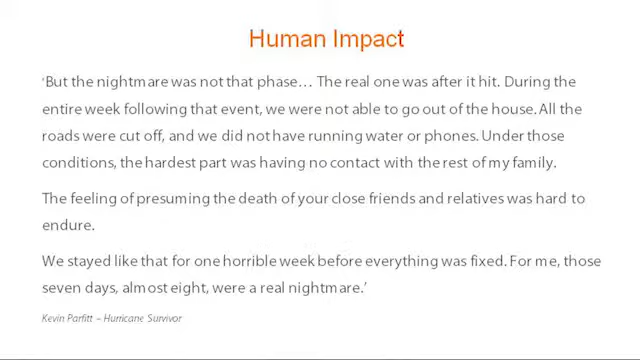 Human Impact
‘But the nightmare was not that phase… The real one was after it hit. During the
entire week following that event, we were not able to go out of the house. All the
roads were cut off, and we did not have running water or phones. Under those
conditions, the hardest part was having no contact with the rest of my family.
The feeling of presuming the death of your close friends and relatives was hard to
endure.
We stayed like that for one horrible week before everything was fixed. For me, those
seven days, almost eight, were a real nightmare.’
Kevin Parfitt – Hurricane Survivor